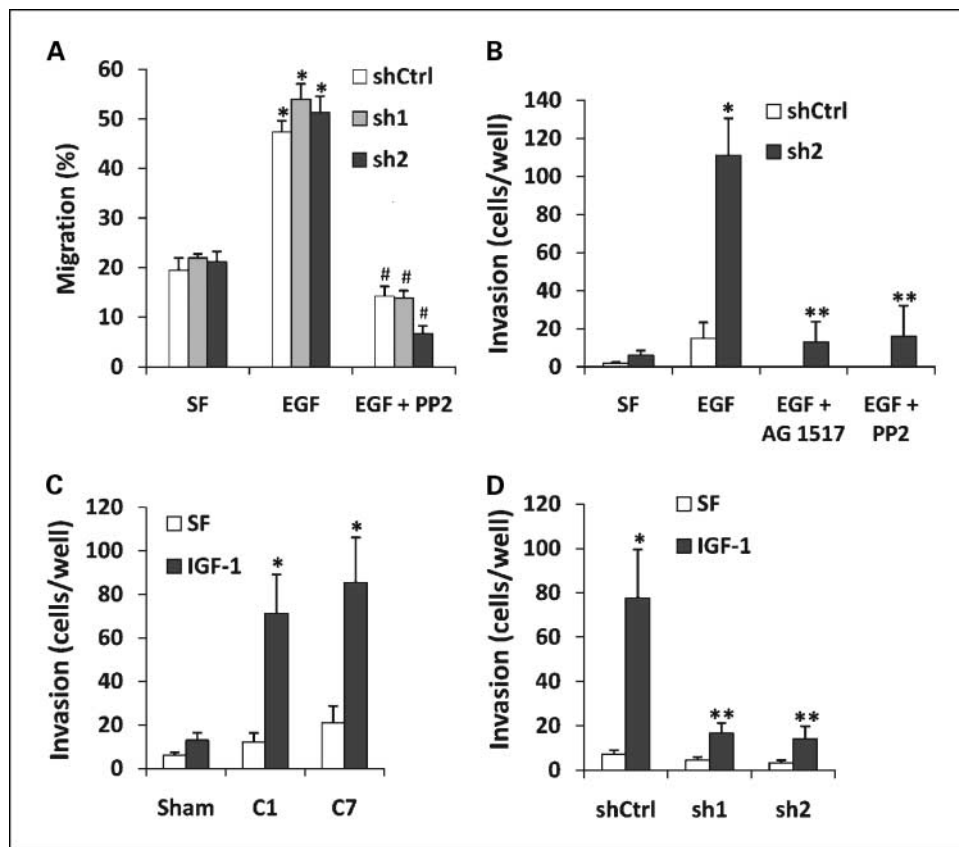 A
Migration (%)
60
50
40
30
20
10
0
shCtrl
sh1
sh2
* * *
# # #
SF EGF EGF + PP2
B
Invasion (cells/well)
140
120
100
80
60
40
20
0
shCtrl
sh2
*
** **
SF EGF EGF + EGF +
AG 1517 PP2
C
Invasion (cells/well)
120
100
80
60
40
20
0
SF
IGF-1
* *
Sham C1 C7
D
Invasion (cells/well)
120
100
80
60
40
20
0
SF
IGF-1
*
** **
shCtrl sh1 sh2